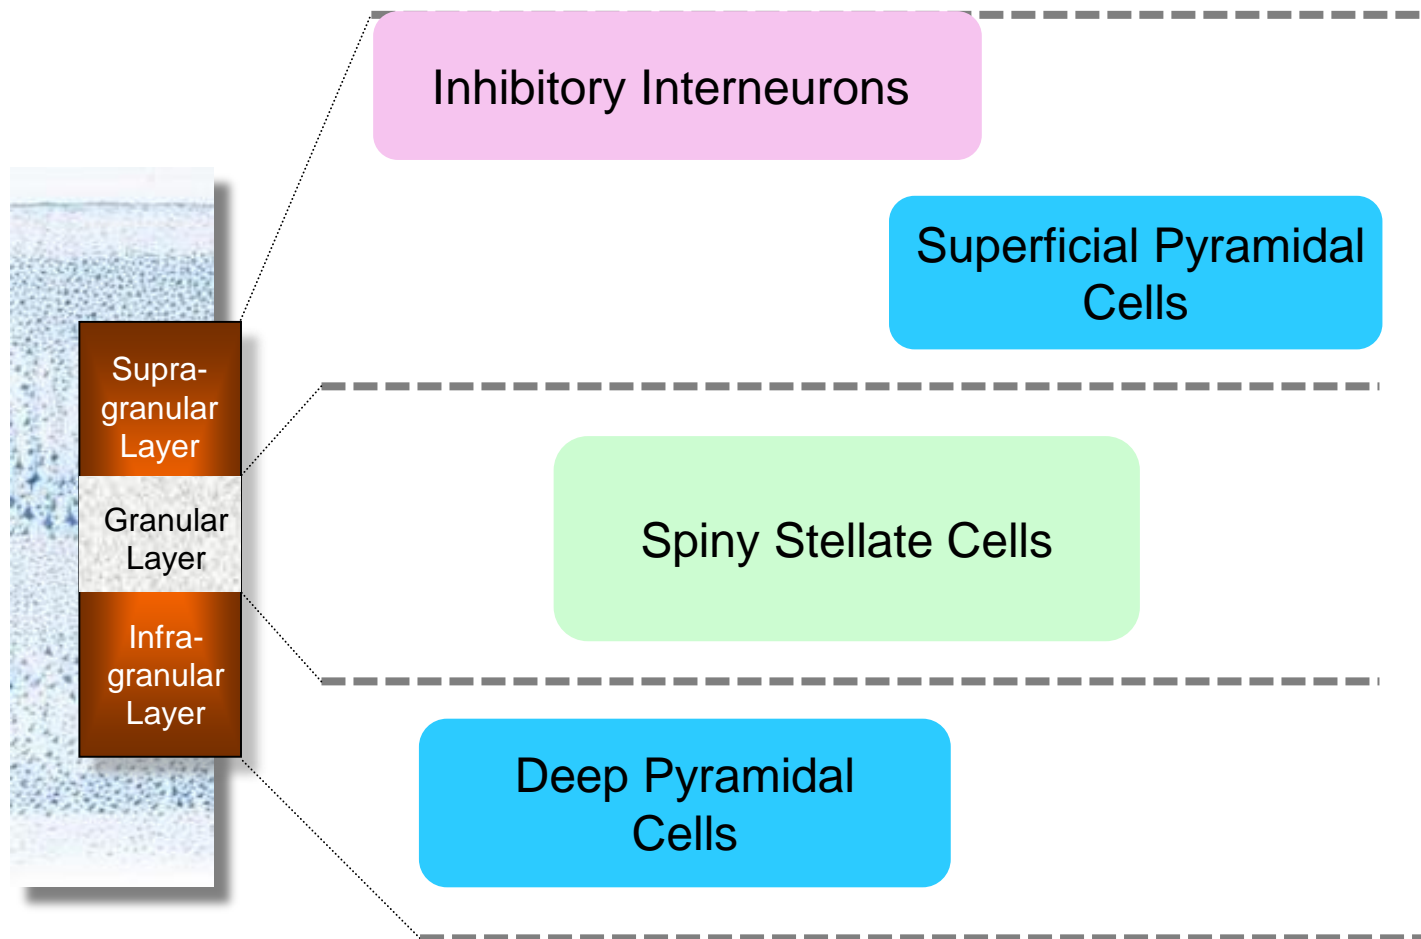 Inhibitory Interneurons
Superficial Pyramidal
Cells
Supra-
granular
Layer
Granular
Layer
Spiny Stellate Cells
Infra-
granular
Layer
Deep Pyramidal
Cells